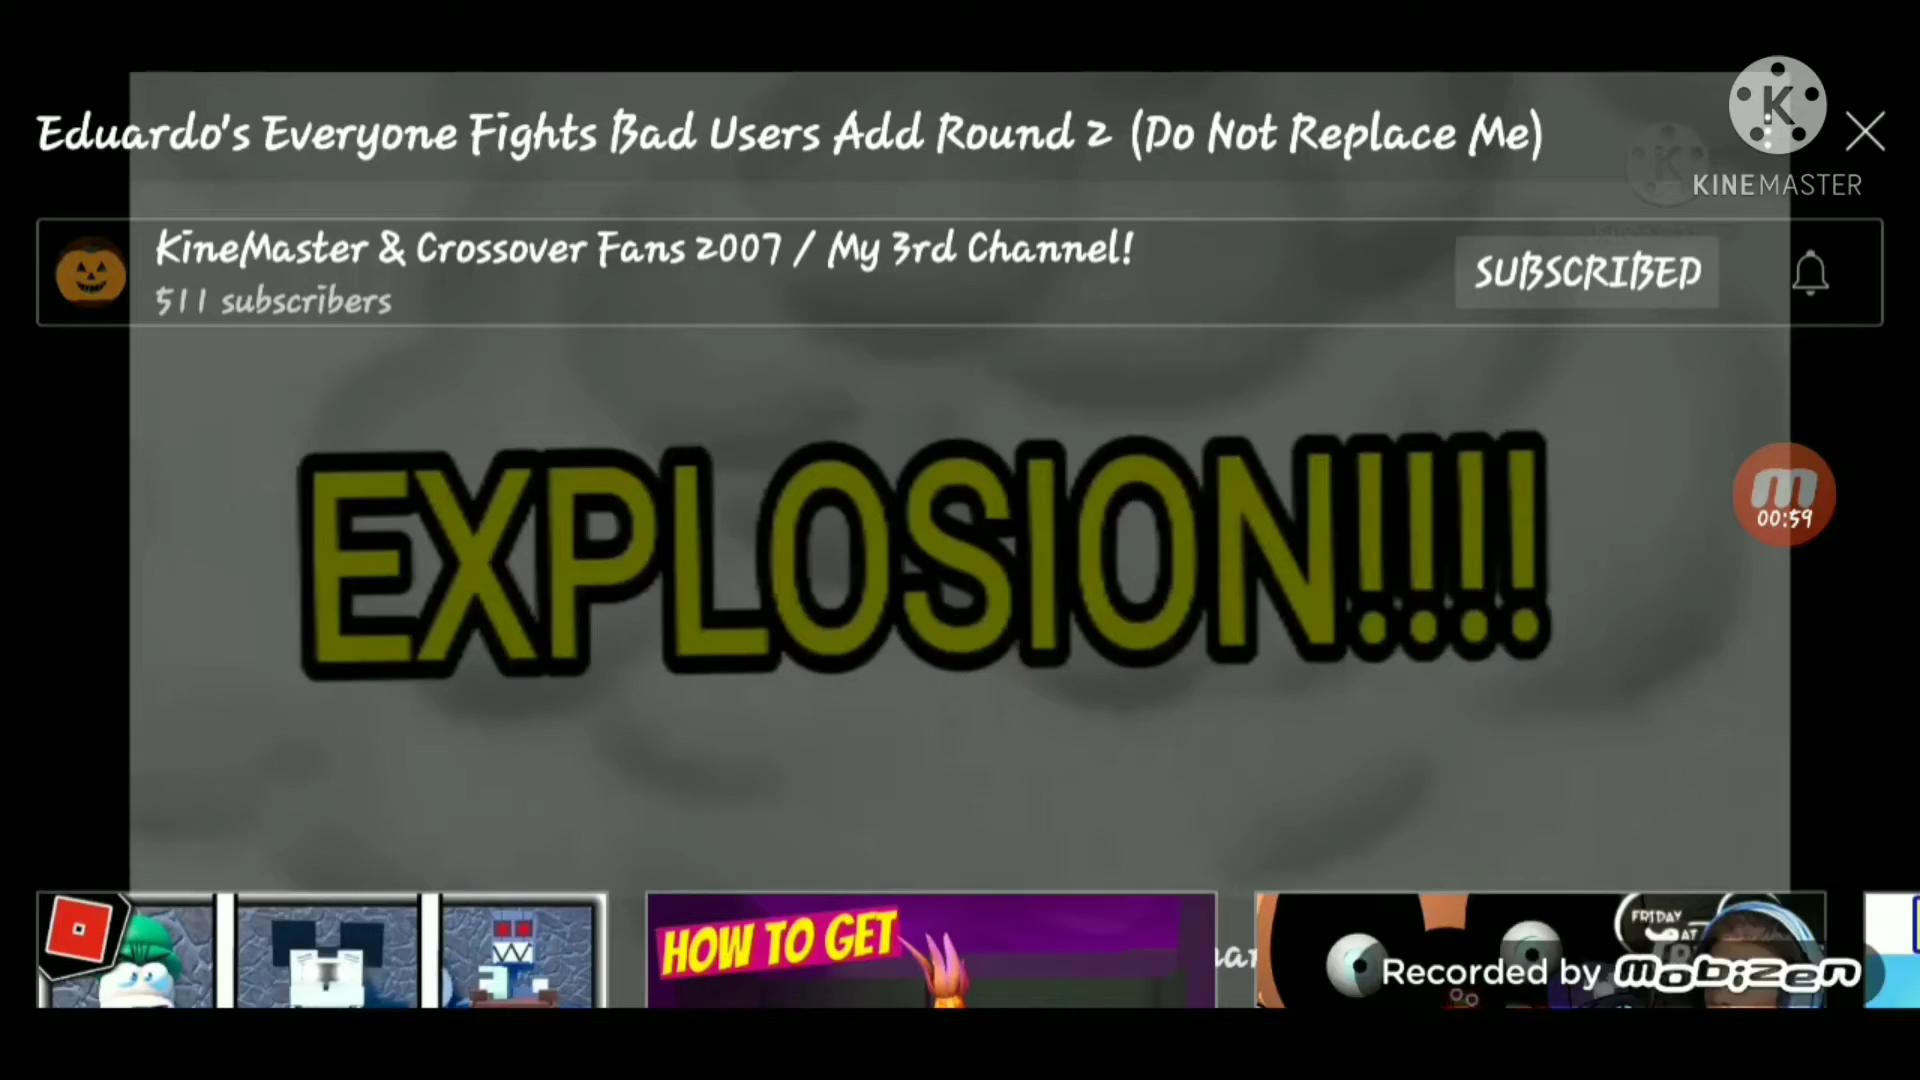 Eduardo's Everyone Fights Bad Users Add Round 2 (Do Not Replace Me)
K
KINEMASTER
KineMaster & Crossover Fans 2007 / My 3rd Channel!
511 subscribers
SUBSCRIBED
EXPLOSION!!!!
m
00:59
HOW TO GET
FRIDAY
AT
Recorded by mobizen